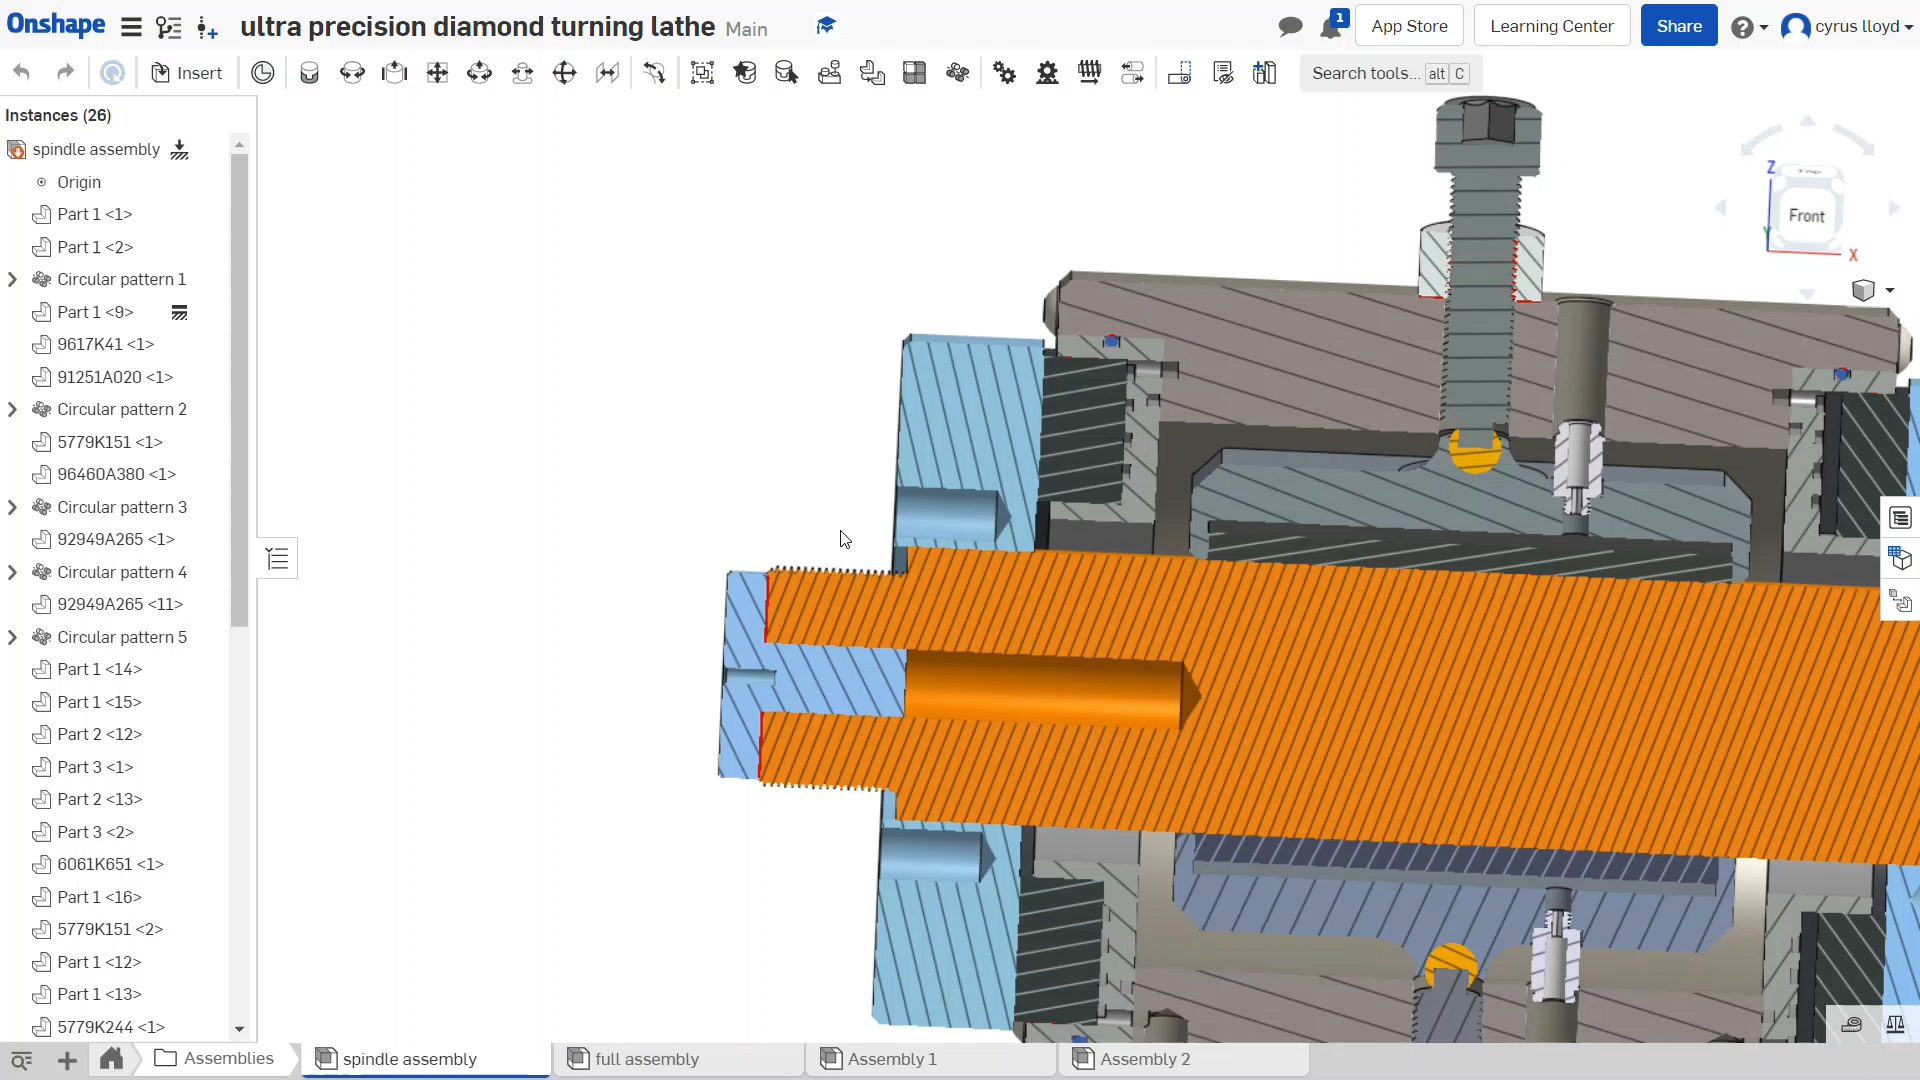 Onshape ultra precision diamond turning lathe Main 1 App Store Learning Center Share cyrus lloyd
Insert Search tools... alt C
Instances (26)
spindle assembly
Origin
Part 1 <1>
Part 1 <2>
Circular pattern 1
Part 1 <9>
9617K41 <1>
91251A020 <1>
Circular pattern 2
5779K151 <1>
96460A380 <1>
Circular pattern 3
92949A265 <1>
Circular pattern 4
92949A265 <11>
Circular pattern 5
Part 1 <14>
Part 1 <15>
Part 2 <12>
Part 3 <1>
Part 2 <13>
Part 3 <2>
6061K651 <1>
Part 1 <16>
5779K151 <2>
Part 1 <12>
Part 1 <13>
5779K244 <1>
Z
Top
Front
Y
X
Assemblies spindle assembly full assembly Assembly 1 Assembly 2